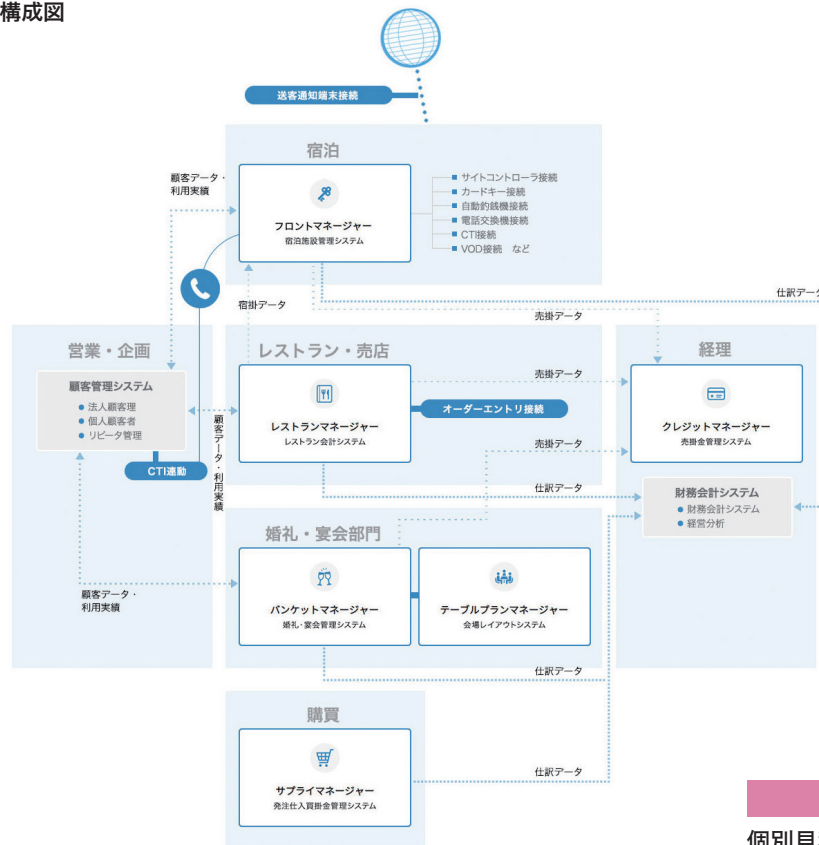 構成図
送客通知端末接続
宿泊
顧客データ・
利用実績
フロントマネージャー
宿泊施設管理システム
サイトコントローラ接続
カードキー接続
自動釣銭機接続
電話交換機接続
CTI接続
VOD接続 など
宿掛データ
仕訳データ
売掛データ
営業・企画
顧客管理システム
法人顧客理
個人顧客者
リピータ管理
CTI連動
顧客データ・利用実績
レストラン・売店
レストランマネージャー
レストラン会計システム
オーダーエントリ接続
売掛データ
売掛データ
仕訳データ
経理
クレジットマネージャー
売掛金管理システム
財務会計システム
財務会計システム
経営分析
婚礼・宴会部門
バンケットマネージャー
婚礼・宴会管理システム
テーブルプランマネージャー
会場レイアウトシステム
顧客データ・
利用実績
仕訳データ
購買
サプライマネージャー
発注仕入買掛金管理システム
仕訳データ
個別見